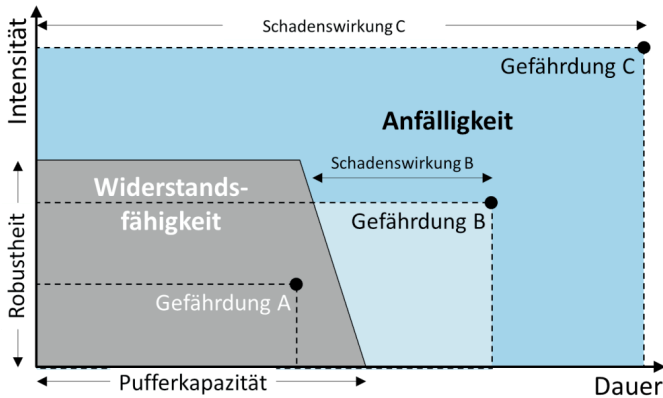 Schadenswirkung C
Intensität
Gefährdung C
Anfälligkeit
Schadenswirkung B
Widerstands-
fähigkeit
Gefährdung B
Robustheit
Gefährdung A
Pufferkapazität
Dauer